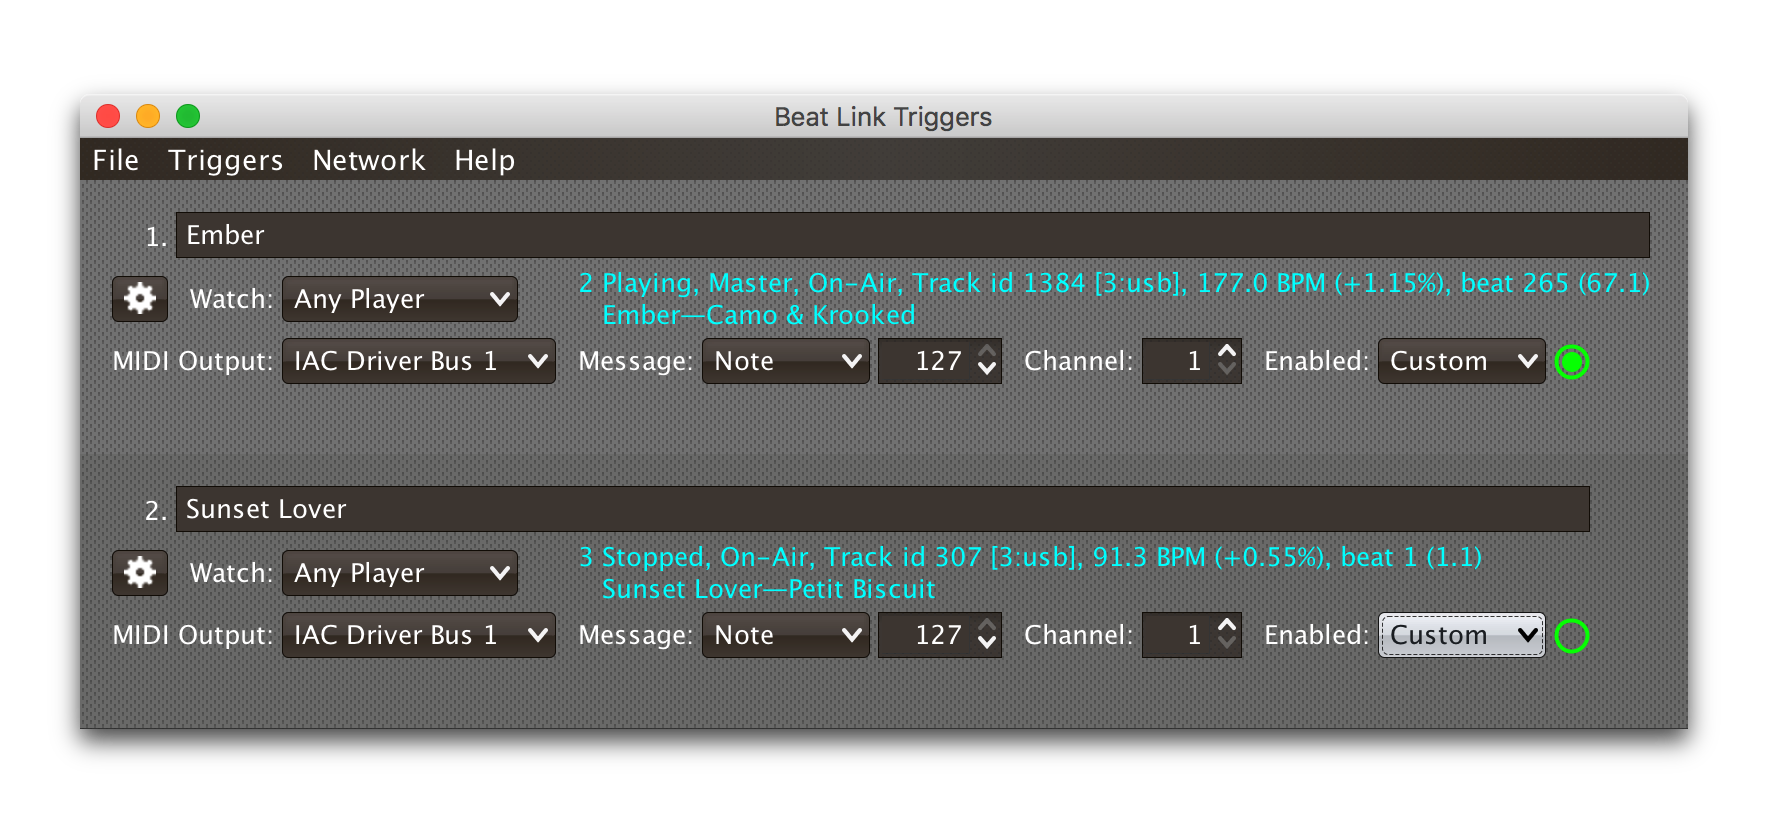 Beat Link Triggers
File Triggers Network Help
1. Ember
Watch: Any Player 2 Playing, Master, On-Air, Track id 1384 [3:usb], 177.0 BPM (+1.15%), beat 265 (67.1)
Ember—Camo & Krooked
MIDI Output: IAC Driver Bus 1 Message: Note 127 Channel: 1 Enabled: Custom
2. Sunset Lover
Watch: Any Player 3 Stopped, On-Air, Track id 307 [3:usb], 91.3 BPM (+0.55%), beat 1 (1.1)
Sunset Lover—Petit Biscuit
MIDI Output: IAC Driver Bus 1 Message: Note 127 Channel: 1 Enabled: Custom